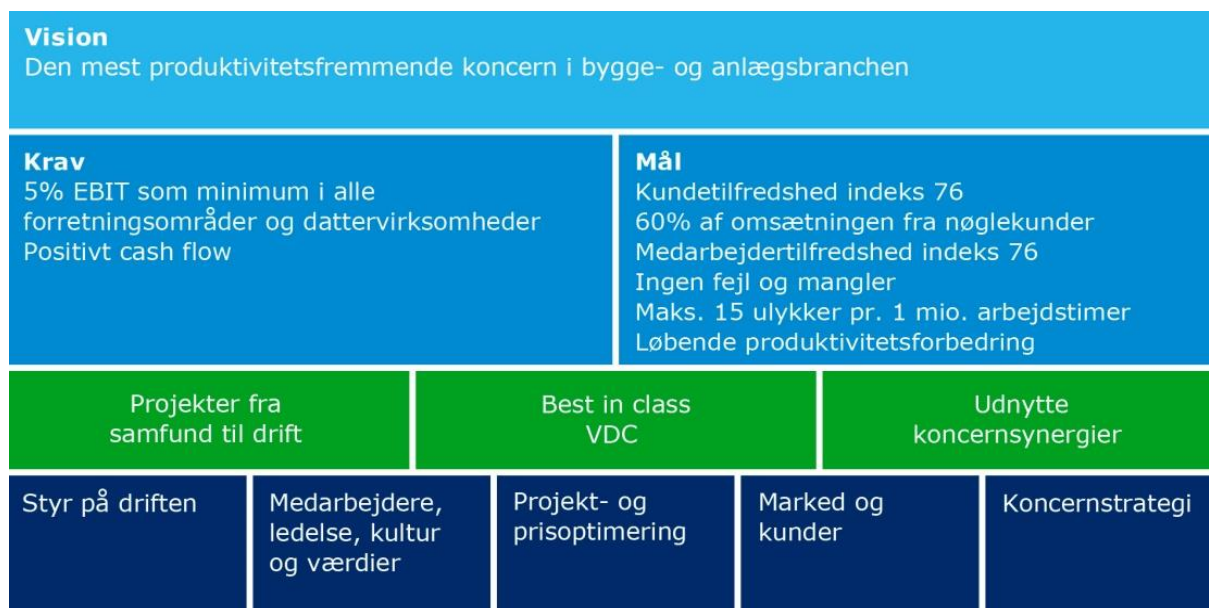 Vision
Den mest produktivitetsfremmende koncern i bygge- og anlægsbranchen
Krav
5% EBIT som minimum i alle
forretningsområder og dattervirksomheder
Positivt cash flow
Mål
Kundetilfredshed indeks 76
60% af omsætningen fra nøglekunder
Medarbejdertilfredshed indeks 76
Ingen fejl og mangler
Maks. 15 ulykker pr. 1 mio. arbejdstimer
Løbende produktivitetsforbedring
Projekter fra
samfund til drift
Best in class
VDC
Udnytte
koncernsynergier
Styr på driften
Medarbejdere,
ledelse, kultur
og værdier
Projekt- og
prisoptimering
Marked og
kunder
Koncernstrategi